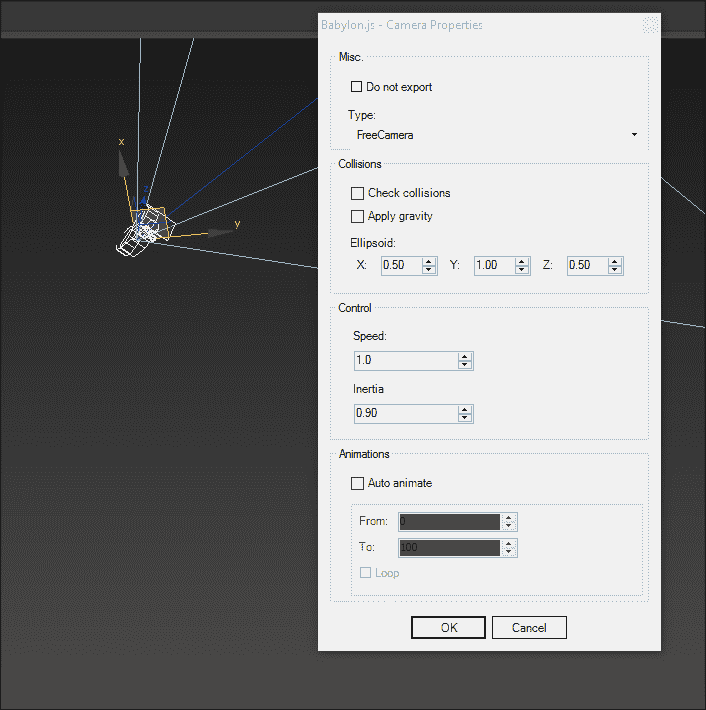 Babylon.js - Camera Properties
Misc.
Do not export
Type:
FreeCamera
Collisions
Check collisions
Apply gravity
Ellipsoid:
X: 0.50 Y: 1.00 Z: 0.50
Control
Speed:
1.0
Inertia
0.90
Animations
Auto animate
From: 0
To: 100
Loop
OK Cancel
x
z
y